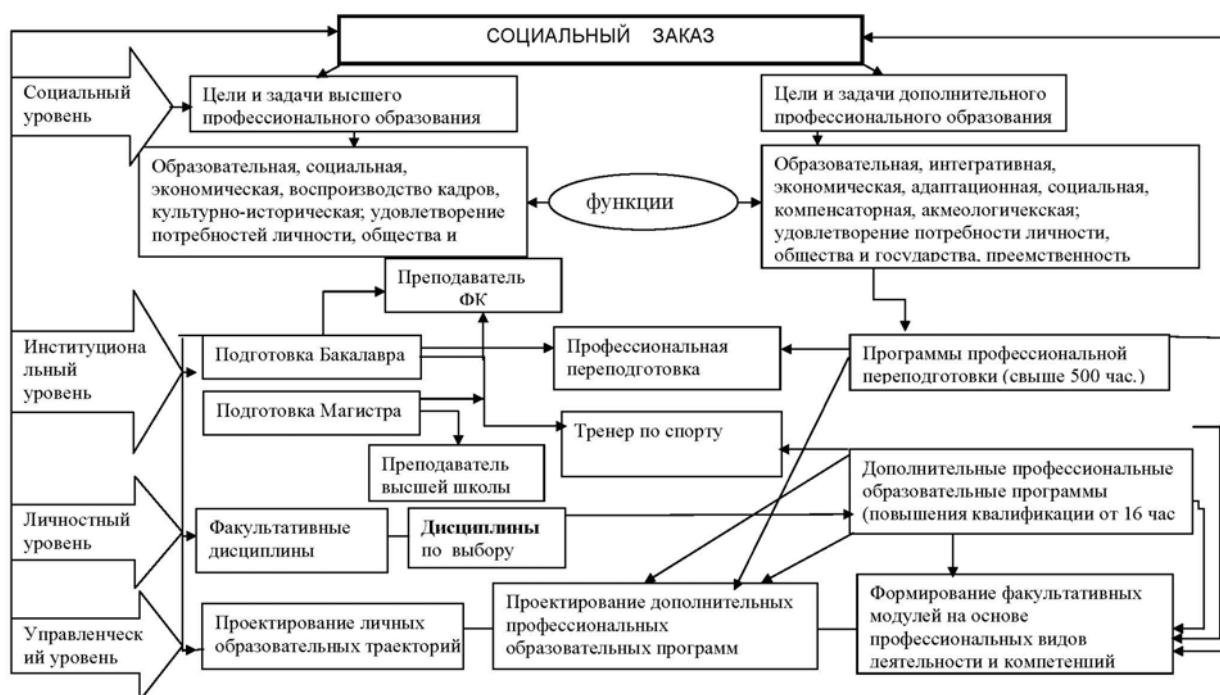 СОЦИАЛЬНЫЙ ЗАКАЗ
Социальный
уровень
Цели и задачи высшего
профессионального образования
Цели и задачи дополнительного
профессионального образования
Образовательная, социальная,
экономическая, воспроизводство кадров,
культурно-историческая; удовлетворение
потребностей личности, общества и
функции
Образовательная, интегративная,
экономическая, адаптационная, социальная,
компенсаторная, акмеологичекская;
удовлетворение потребности личности,
общества и государства, преемственность
Преподаватель
ФК
Институциона
льный
уровень
Подготовка Бакалавра
Профессиональная
переподготовка
Программы профессиональной
переподготовки (свыше 500 час.)
Подготовка Магистра
Тренер по спорту
Преподаватель
высшей школы
Дополнительные профессиональные
образовательные программы
(повышения квалификации от 16 час
Личностный
уровень
Факультативные
дисциплины
Дисциплины
по выбору
Управленческ
ий уровень
Проектирование личных
образовательных траекторий
Проектирование дополнительных
профессиональных
образовательных программ
Формирование факультативных
модулей на основе
профессиональных видов
деятельности и компетенций